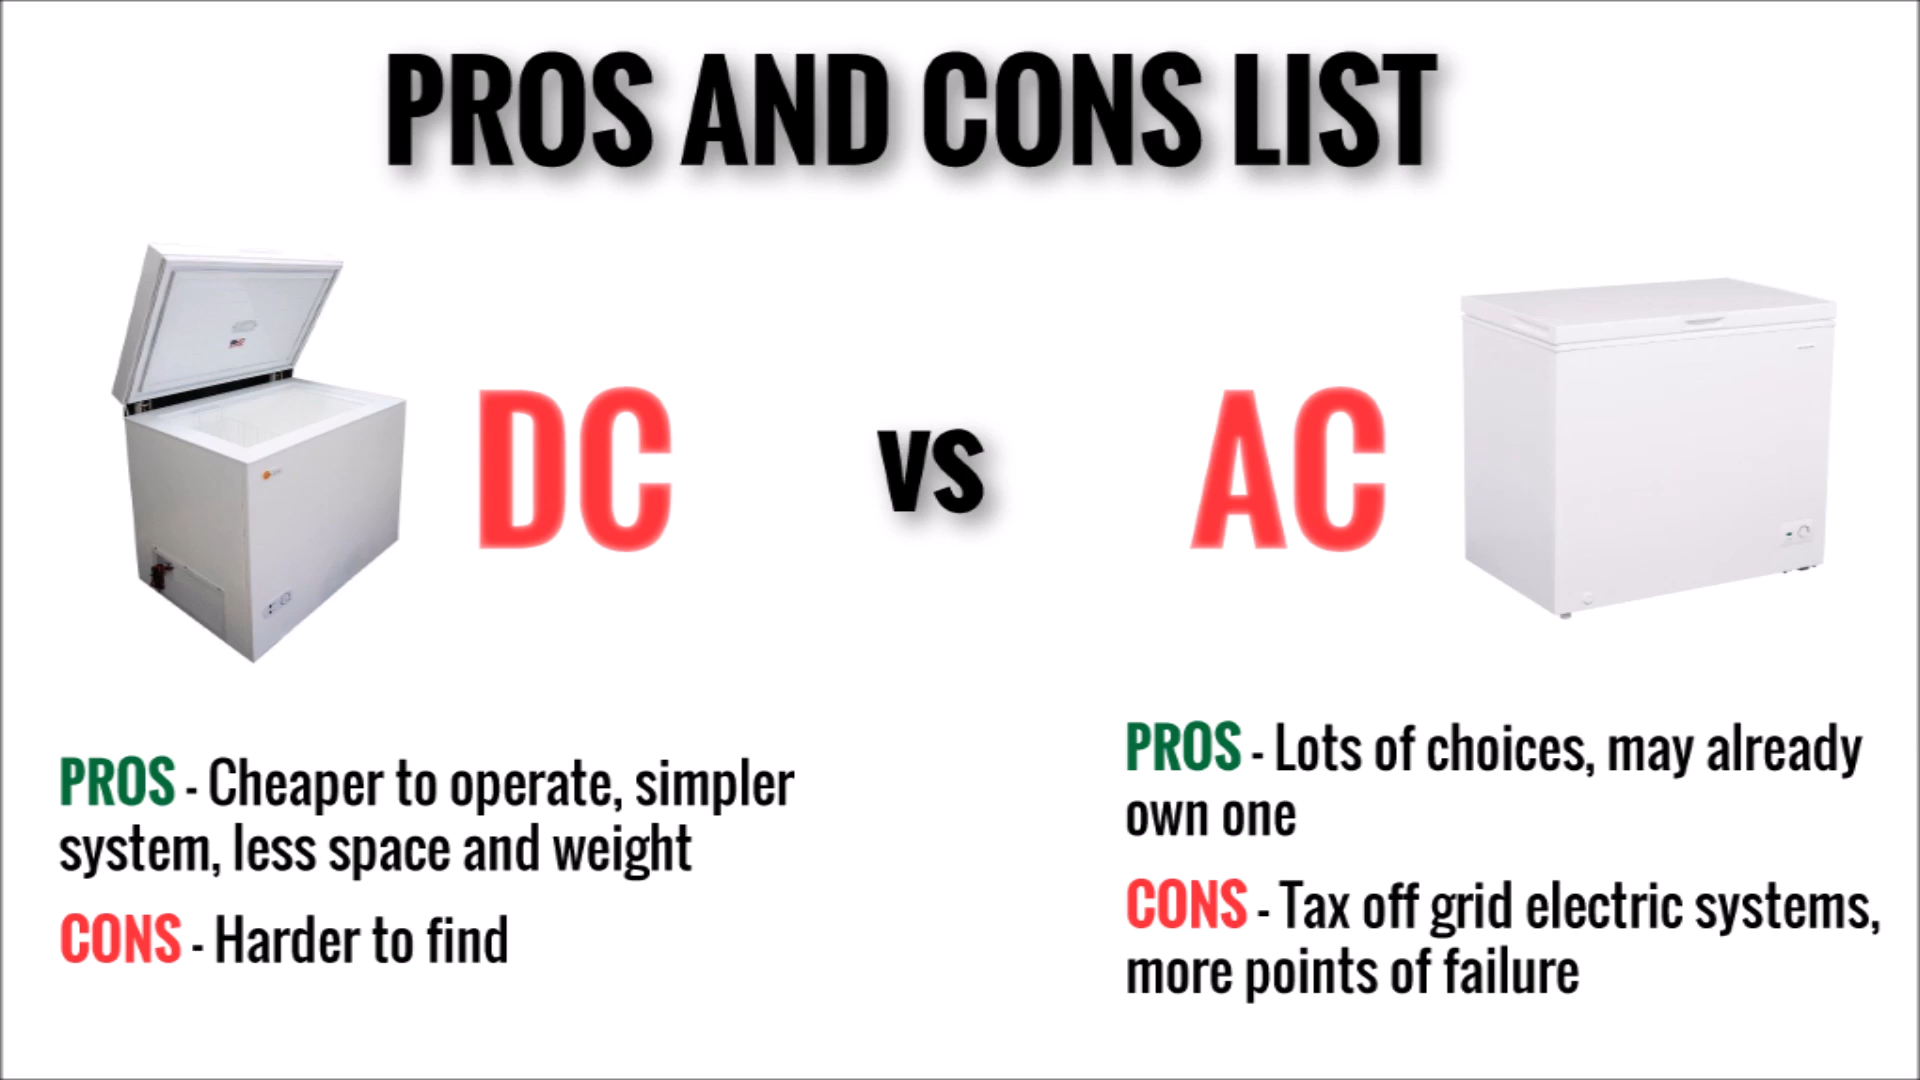 PROS AND CONS LIST
DC
VS
AC
PROS - Cheaper to operate, simpler
system, less space and weight
CONS - Harder to find
PROS - Lots of choices, may already
own one
CONS - Tax off grid electric systems,
more points of failure